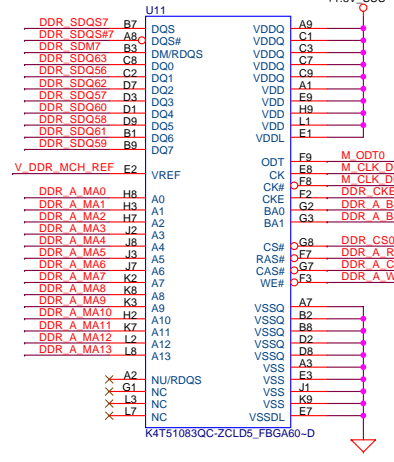 U11
DDR_SDQS7 B7 DQS VDDQ A9
DDR_SDQS#7 A8 DQS# VDDQ C1
DDR_SDM7 B3 DM/RDQS VDDQ C3
DDR_SDQ63 C8 DQ0 VDDQ C7
DDR_SDQ56 C2 DQ1 VDDQ C9
DDR_SDQ62 D7 DQ2 VDD A1
DDR_SDQ57 D3 DQ3 VDD E9
DDR_SDQ60 D1 DQ4 VDD H9
DDR_SDQ58 D9 DQ5 VDD L1
DDR_SDQ61 B1 DQ6 VDDL E1
DDR_SDQ59 B9 DQ7
ODT F9 M_ODT0
V_DDR_MCH_REF E2 VREF CK E8 M_CLK_D
CK# F8 M_CLK_D
DDR_A_MA0 H8 A0 CKE F2 DDR_CKE
DDR_A_MA1 H3 A1 BA0 G2 DDR_A_B
DDR_A_MA2 H7 A2 BA1 G3 DDR_A_B
DDR_A_MA3 J2 A3
DDR_A_MA4 J8 A4 CS# G8 DDR_CS0
DDR_A_MA5 J3 A5 RAS# F7 DDR_A_R
DDR_A_MA6 J7 A6 CAS# G7 DDR_A_C
DDR_A_MA7 K2 A7 WE# F3 DDR_A_W
DDR_A_MA8 K8 A8
DDR_A_MA9 K3 A9 VSSQ A7
DDR_A_MA10 H2 A10 VSSQ B2
DDR_A_MA11 K7 A11 VSSQ B8
DDR_A_MA12 L2 A12 VSSQ D2
DDR_A_MA13 L8 A13 VSSQ D8
VSS A3
A2 NU/RDQS VSS E3
G1 NC VSS J1
L3 NC VSS K9
L7 NC VSSDL E7
K4T51083QC-ZCLD5_FBGA60~D